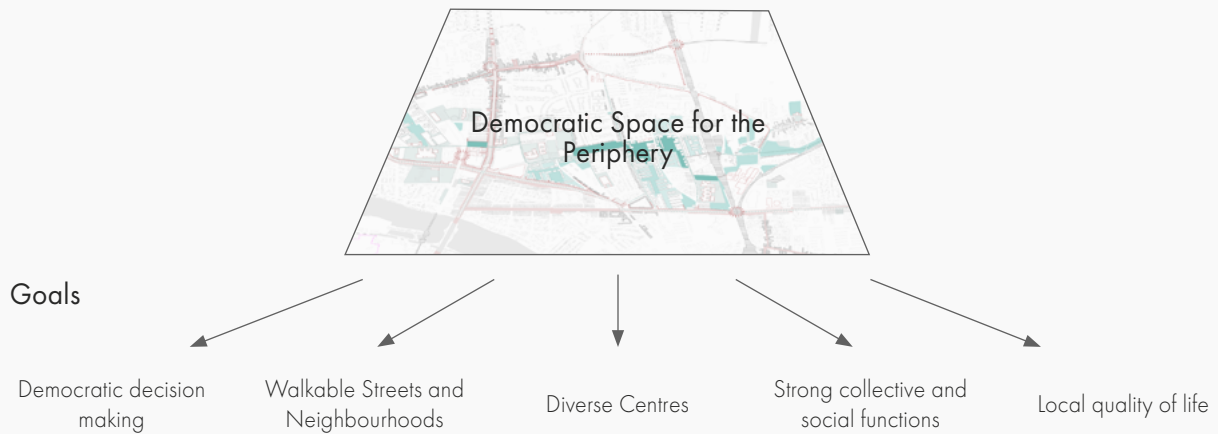 Democratic Space for the
Periphery
Goals
Democratic decision
making
Walkable Streets and
Neighbourhoods
Diverse Centres
Strong collective and
social functions
Local quality of life